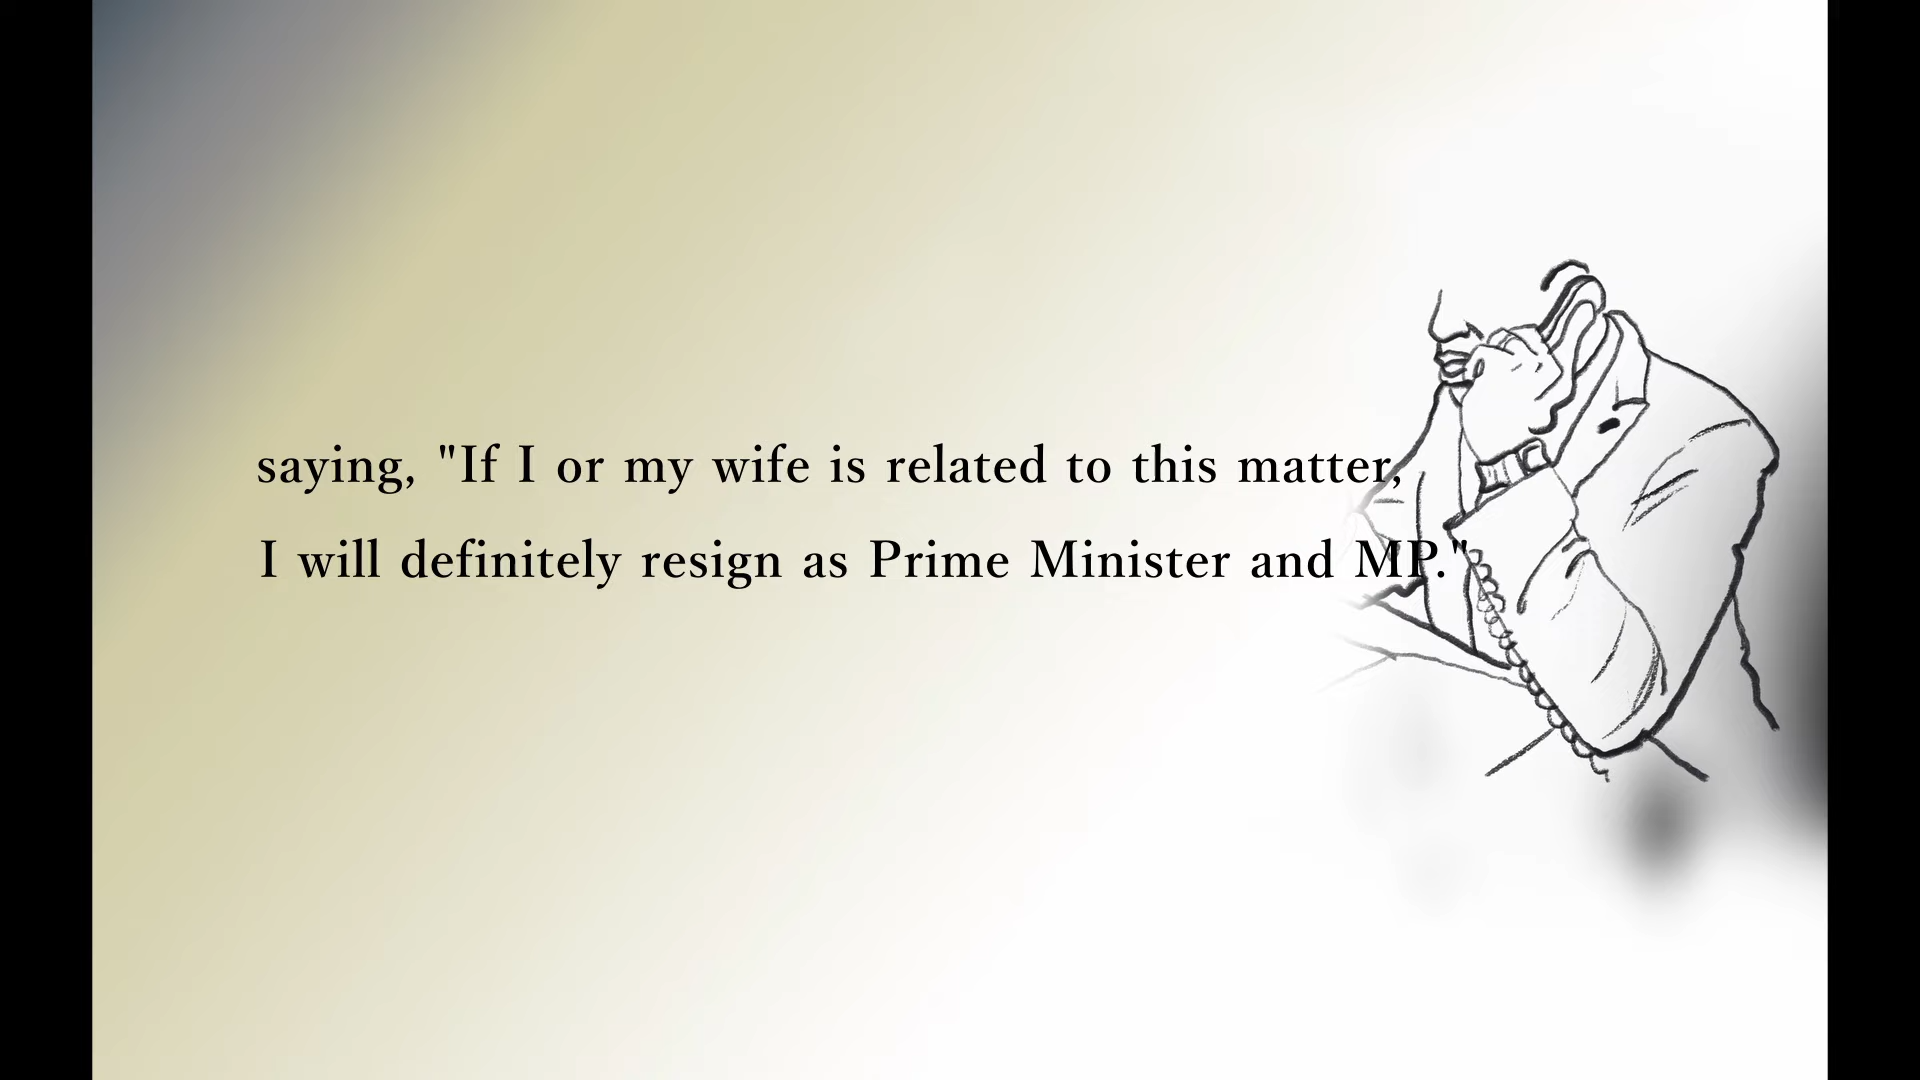 saying, "If I or my wife is related to this matter,
I will definitely resign as Prime Minister and MP."